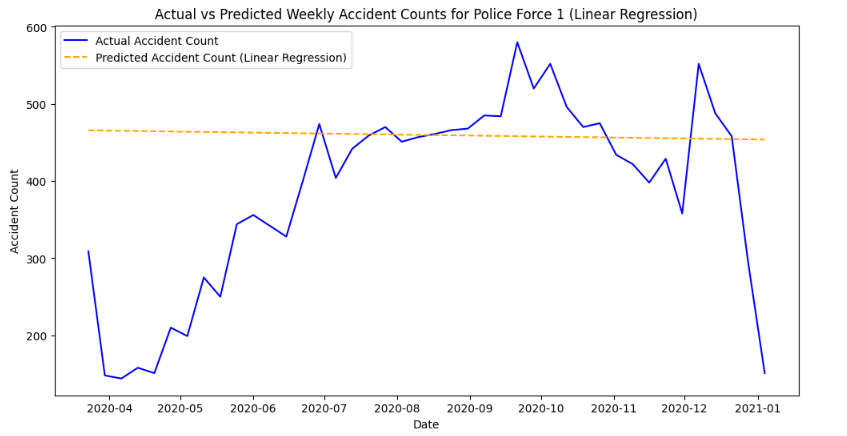 Actual vs Predicted Weekly Accident Counts for Police Force 1 (Linear Regression)
Actual Accident Count
Predicted Accident Count (Linear Regression)
600
500
400
300
200
Accident Count
2020-04 2020-05 2020-06 2020-07 2020-08 2020-09 2020-10 2020-11 2020-12 2021-01
Date